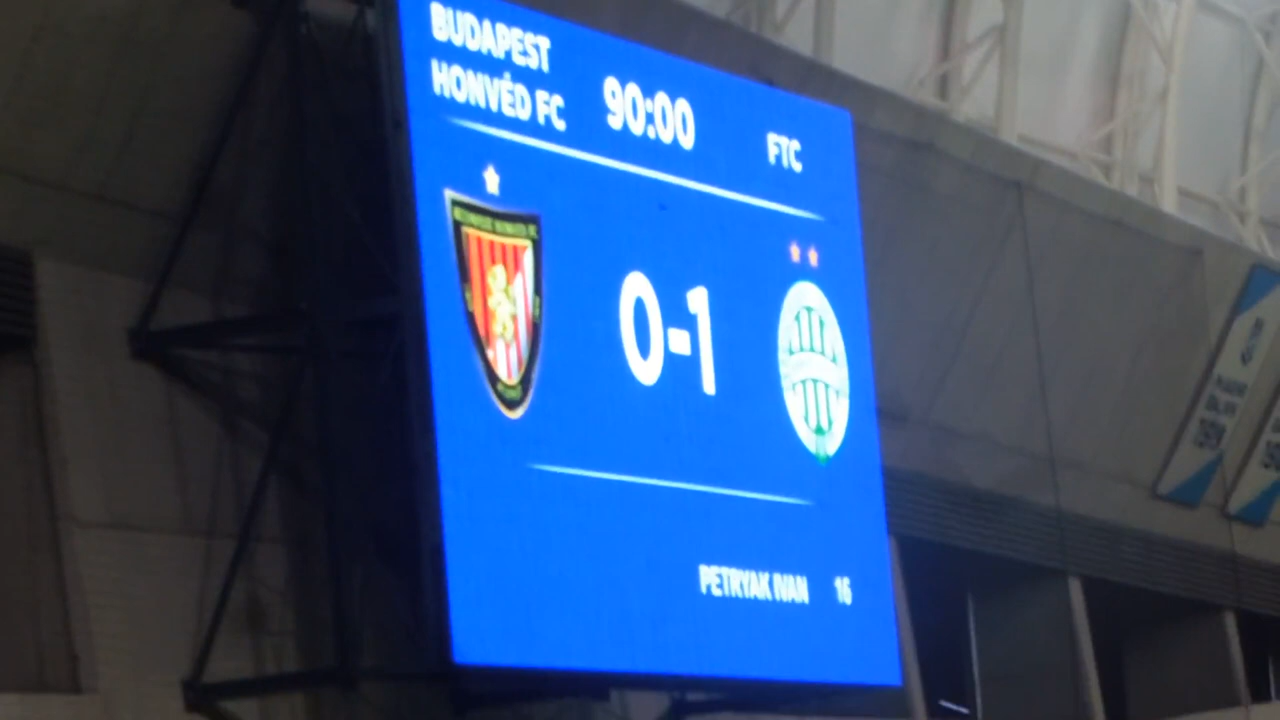 BUDAPEST
HONVÉD FC
90:00
FTC
0-1
PETRYAK IVAN 16